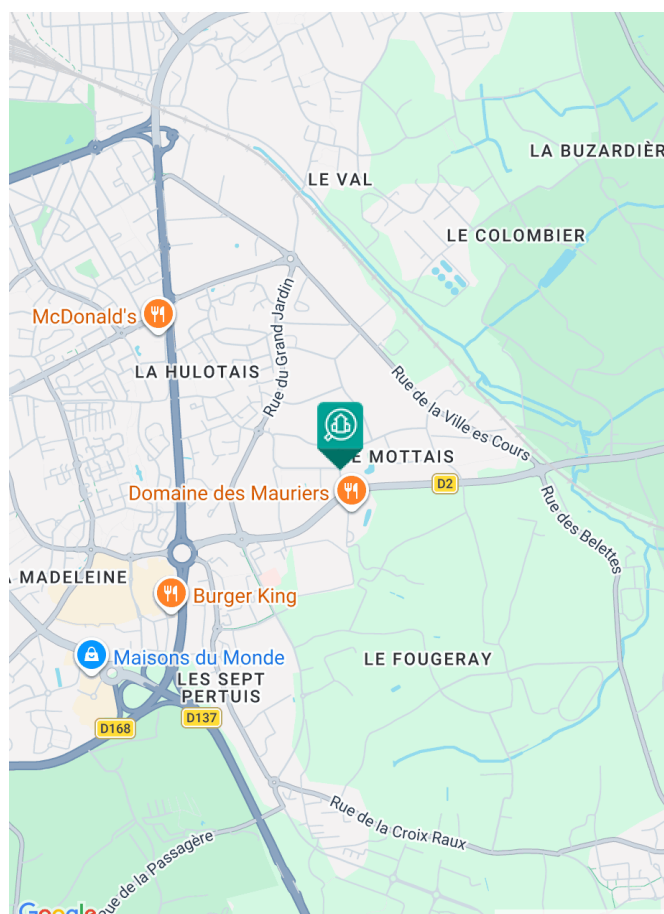 LE VAL
LA BUZARDIÈR
LE COLOMBIER
McDonald's
Rue du Grand Jardin
LA HULOTAIS
Rue de la Ville es Cours
E MOTTAIS
Domaine des Mauriers
D2
Rue des Belettes
A MADELEINE
Burger King
Maisons du Monde
LE FOUGERAY
LES SEPT
PERTUIS
D137
D168
Rue de la Croix Raux
ue de la Passagère
Google